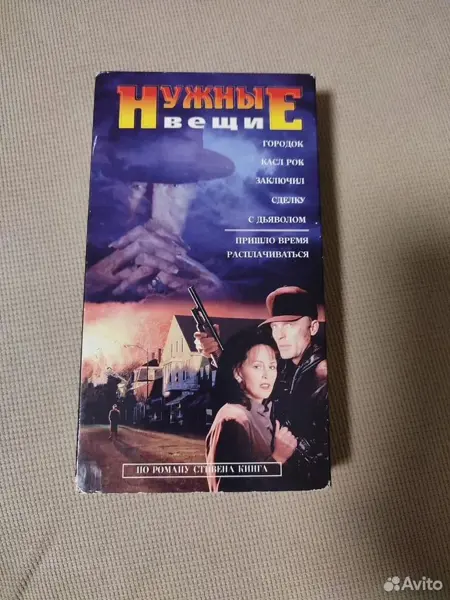 НУЖНЫЕ
ВЕЩИ
ГОРОДОК
КАСЛ РОК
ЗАКЛЮЧИЛ
СДЕЛКУ
С ДЬЯВОЛОМ
ПРИШЛО ВРЕМЯ
РАСПЛАЧИВАТЬСЯ
ПО РОМАНУ СТИВЕНА КИНГА
Avito